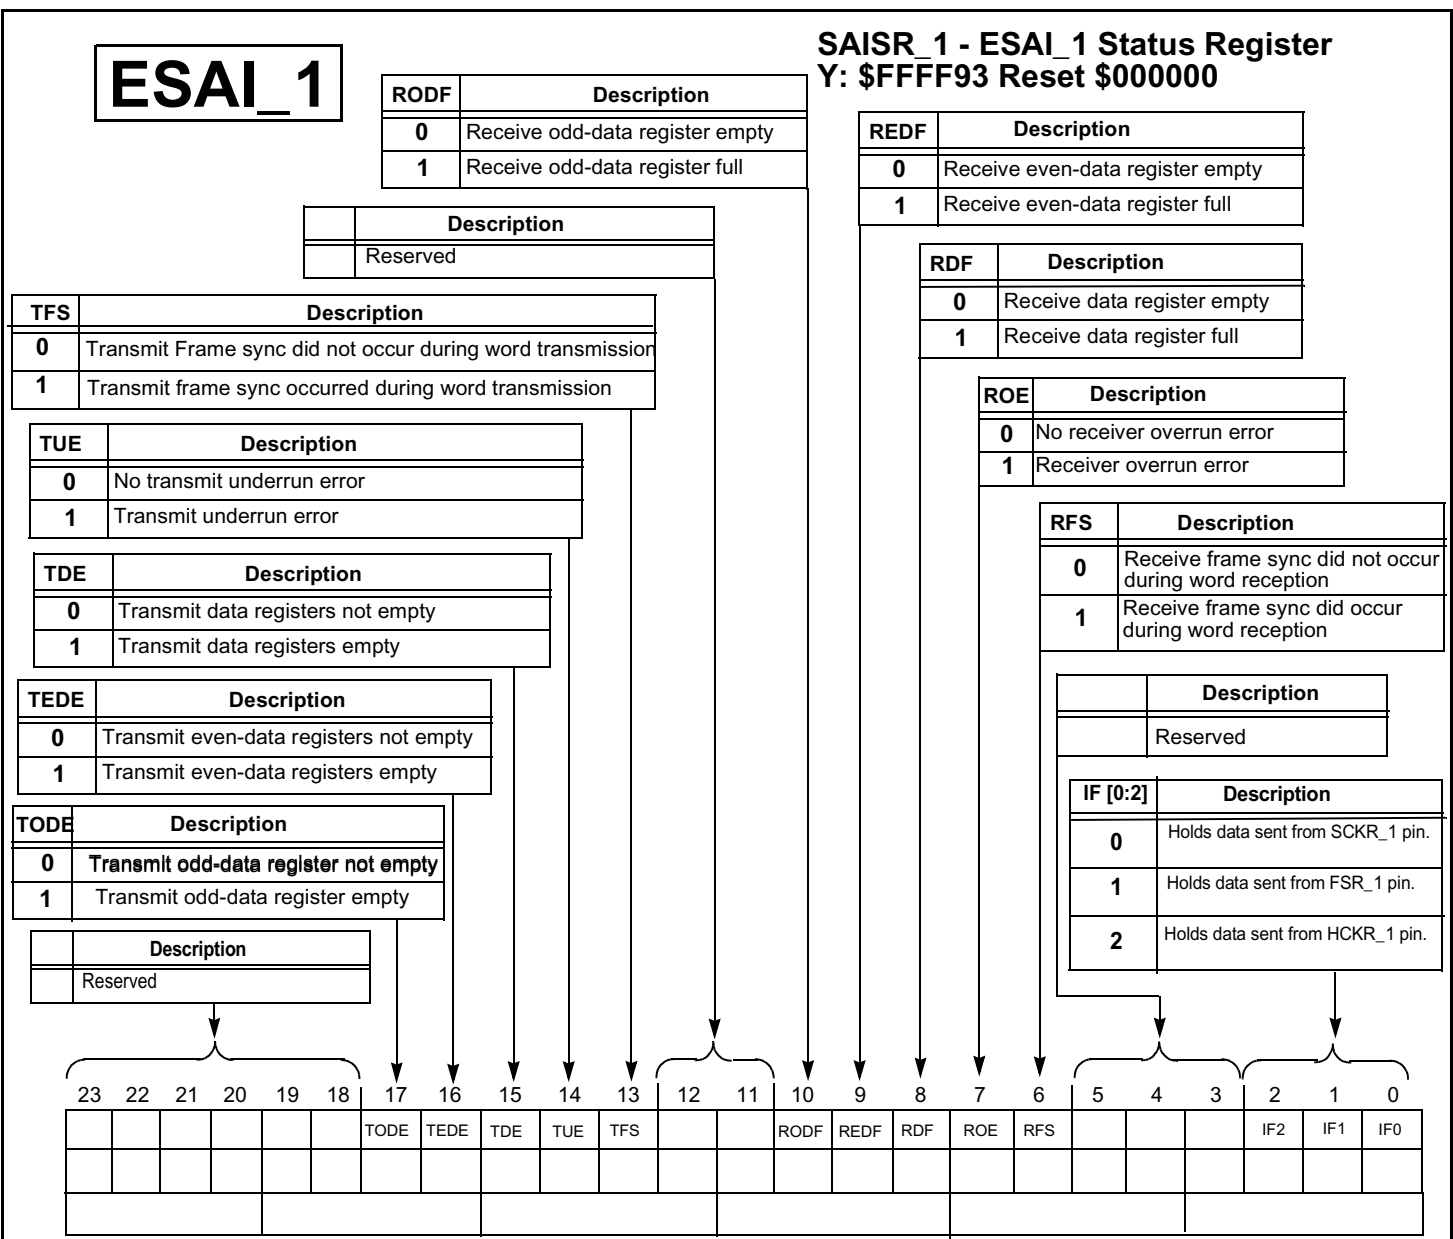 ESAI_1
SAISR_1 - ESAI_1 Status Register
Y: $FFFF93 Reset $000000
RODF Description
0 Receive odd-data register empty
1 Receive odd-data register full
REDF Description
0 Receive even-data register empty
1 Receive even-data register full
Description
Reserved
RDF Description
0 Receive data register empty
1 Receive data register full
TFS Description
0 Transmit Frame sync did not occur during word transmission
1 Transmit frame sync occurred during word transmission
ROE Description
0 No receiver overrun error
1 Receiver overrun error
TUE Description
0 No transmit underrun error
1 Transmit underrun error
RFS Description
0 Receive frame sync did not occur
during word reception
1 Receive frame sync did occur
during word reception
TDE Description
0 Transmit data registers not empty
1 Transmit data registers empty
Description
Reserved
TEDE Description
0 Transmit even-data registers not empty
1 Transmit even-data registers empty
IF [0:2] Description
0 Holds data sent from SCKR_1 pin.
1 Holds data sent from FSR_1 pin.
2 Holds data sent from HCKR_1 pin.
TODE Description
0 Transmit odd-data register not empty
1 Transmit odd-data register empty
Description
Reserved
23 22 21 20 19 18 17 16 15 14 13 12 11 10 9 8 7 6 5 4 3 2 1 0
TODE TEDE TDE TUE TFS RODF REDF RDF ROE RFS IF2 IF1 IF0